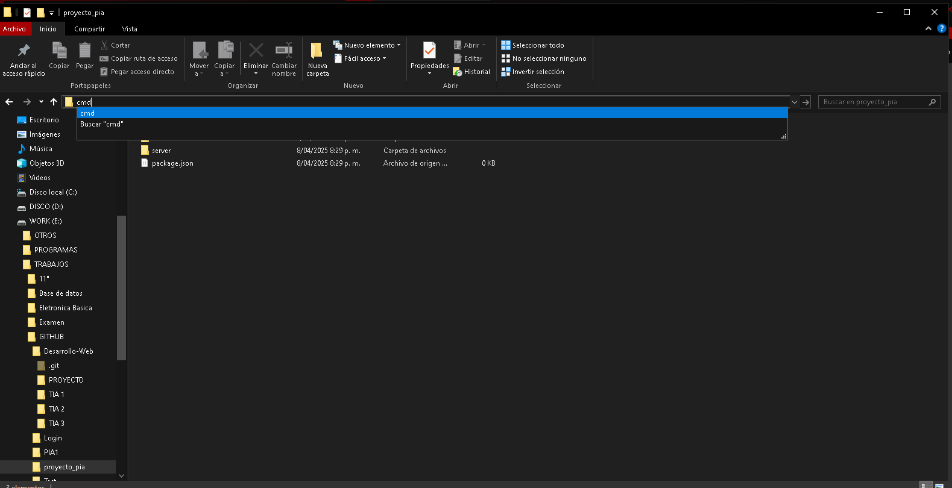 proyecto_pia
Archivo Inicio Compartir Vista
Anclar al acceso rápido
Copiar
Pegar
Cortar
Copiar ruta de acceso
Pegar acceso directo
Portapapeles
Mover a
Copiar a
Eliminar
Cambiar nombre
Organizar
Nueva carpeta
Nuevo elemento
Fácil acceso
Nuevo
Propiedades
Abrir
Editar
Historial
Abrir
Seleccionar todo
No seleccionar ninguno
Invertir selección
Seleccionar
cmd
Buscar en proyecto_pia
cmd
Buscar "cmd"
server 8/04/2025 8:29 p. m. Carpeta de archivos
package.json 8/04/2025 8:29 p. m. Archivo de origen ... 0 KB
Escritorio
Imágenes
Música
Objetos 3D
Videos
Disco local (C:)
DISCO (D:)
WORK (E:)
OTROS
PROGRAMAS
TRABAJOS
11°
Base de datos
Eletronica Basica
Examen
GITHUB
Desarrollo-Web
.git
PROYECTO
TIA 1
TIA 2
TIA 3
Login
PIA1
proyecto_pia